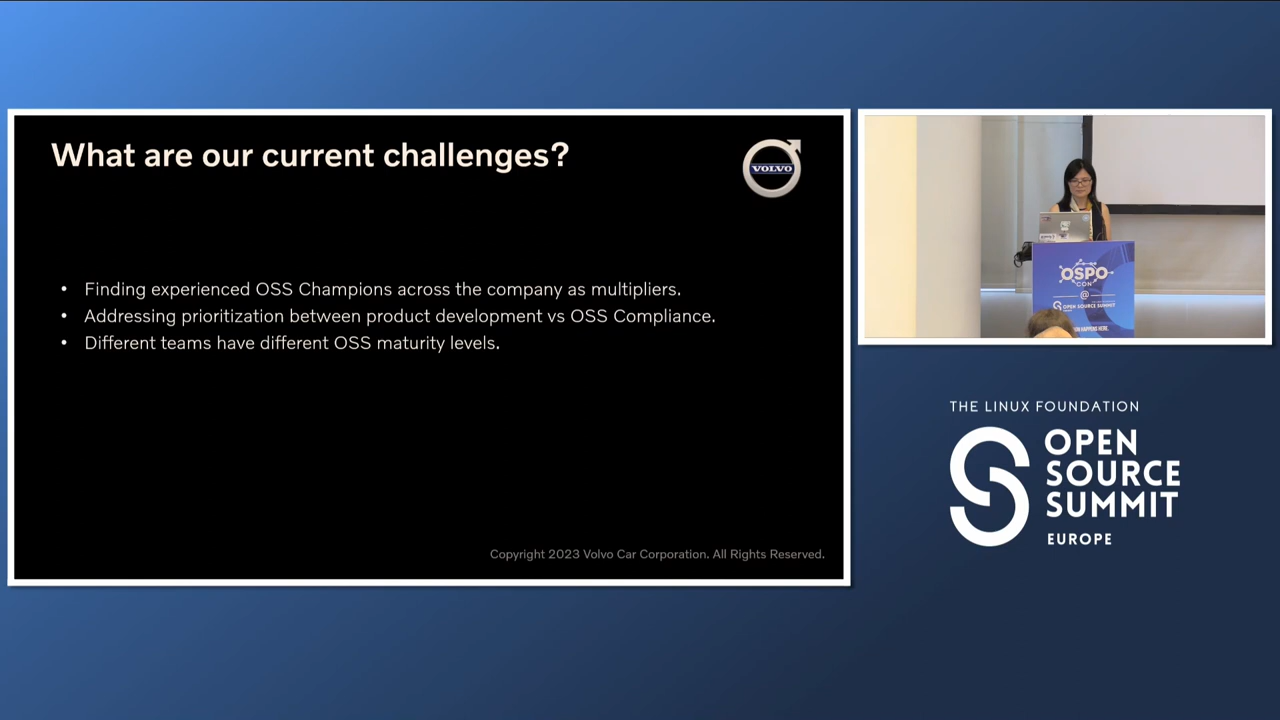 What are our current challenges?
VOLVO
• Finding experienced OSS Champions across the company as multipliers.
• Addressing prioritization between product development vs OSS Compliance.
• Different teams have different OSS maturity levels.
Copyright 2023 Volvo Car Corporation. All Rights Reserved.
OSPO
CON
@
OPEN SOURCE SUMMIT
HAPPENS HERE.
THE LINUX FOUNDATION
OPEN
SOURCE
SUMMIT
EUROPE